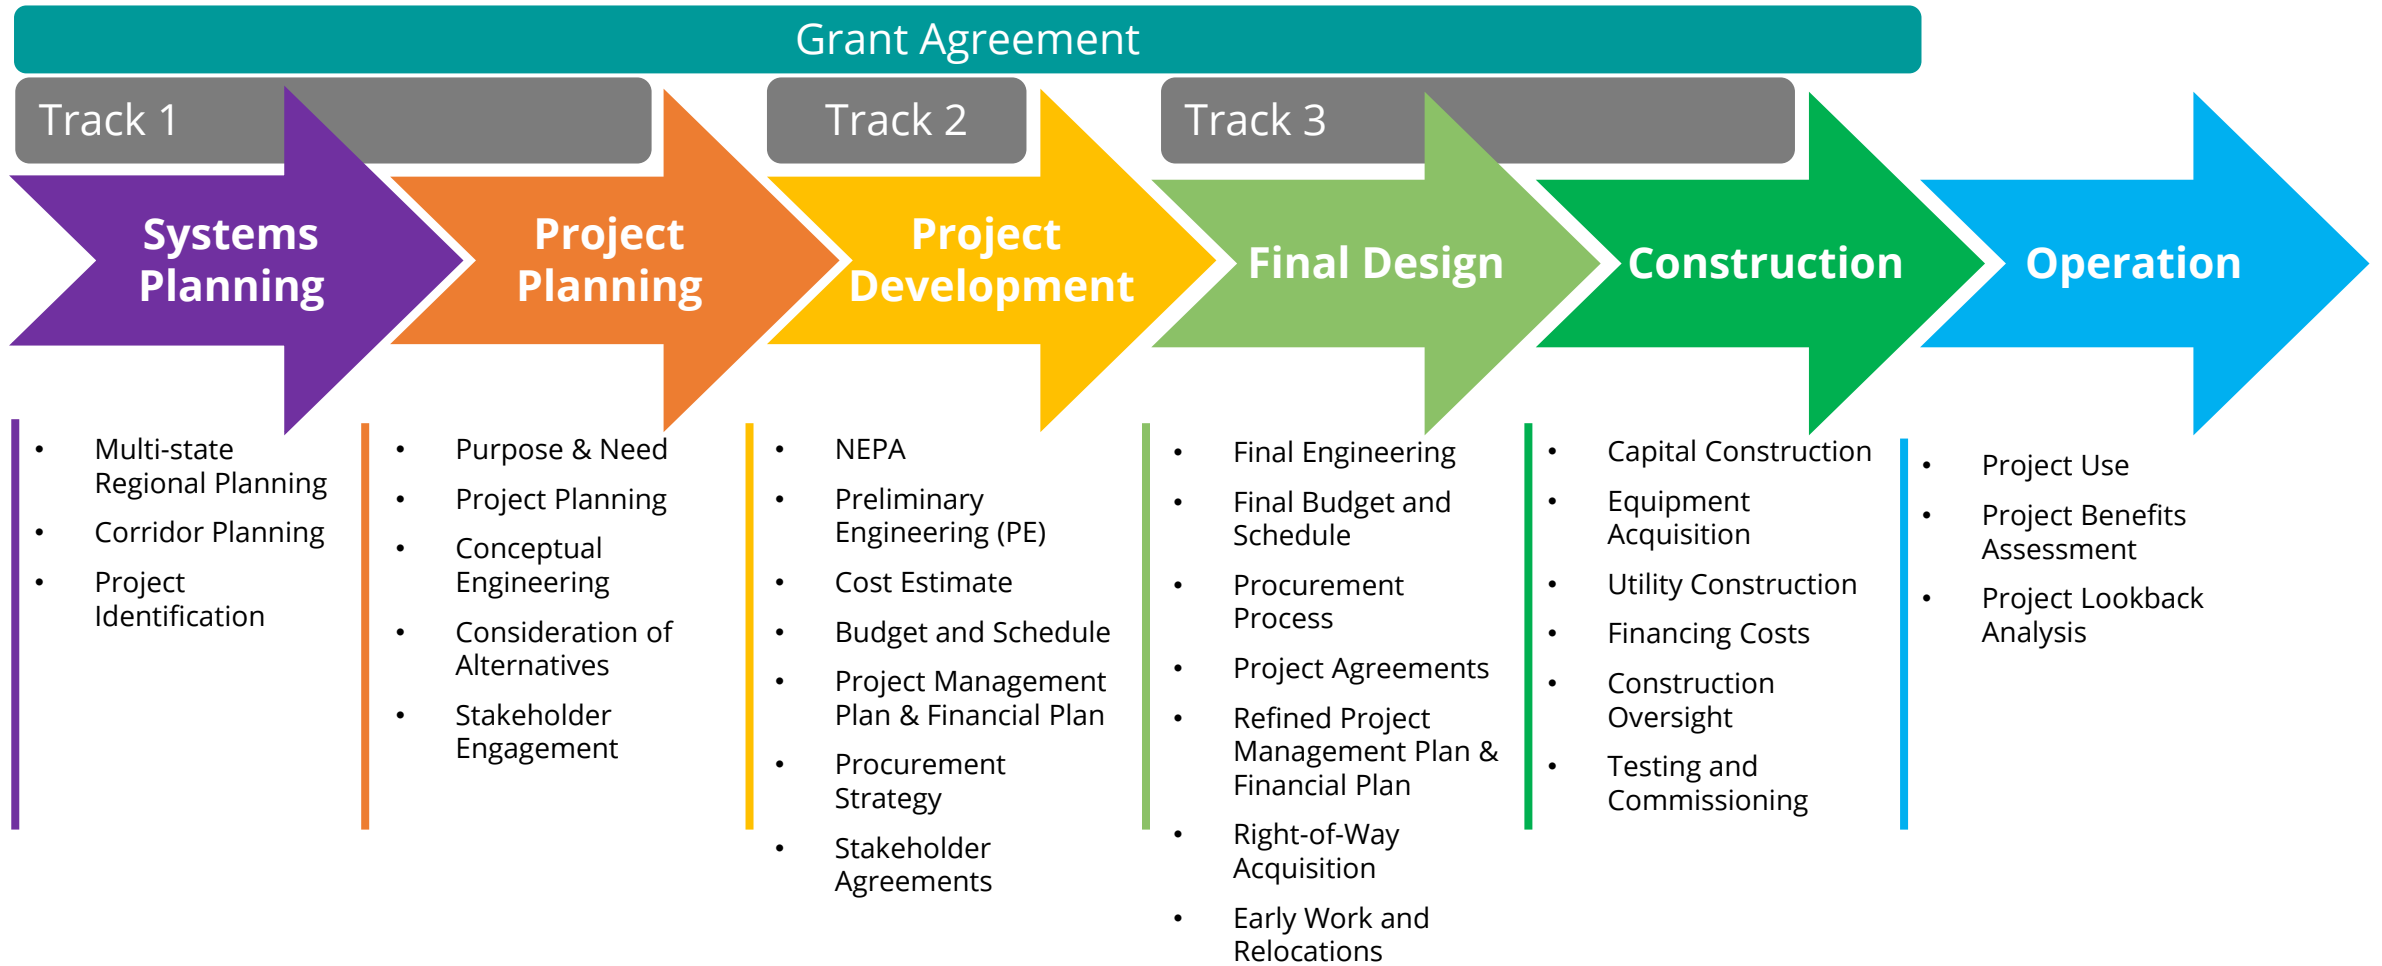 Grant Agreement
Track 1
Track 2
Track 3
Systems
Planning
Project
Planning
Project
Development
Final Design
Construction
Operation
• Multi-state
Regional Planning
• Corridor Planning
• Project
Identification
• Purpose & Need
• Project Planning
• Conceptual
Engineering
• Consideration of
Alternatives
• Stakeholder
Engagement
• NEPA
• Preliminary
Engineering (PE)
• Cost Estimate
• Budget and Schedule
• Project Management
Plan & Financial Plan
• Procurement
Strategy
• Stakeholder
Agreements
• Final Engineering
• Final Budget and
Schedule
• Procurement
Process
• Project Agreements
• Refined Project
Management Plan &
Financial Plan
• Right-of-Way
Acquisition
• Early Work and
Relocations
• Capital Construction
• Equipment
Acquisition
• Utility Construction
• Financing Costs
• Construction
Oversight
• Testing and
Commissioning
• Project Use
• Project Benefits
Assessment
• Project Lookback
Analysis